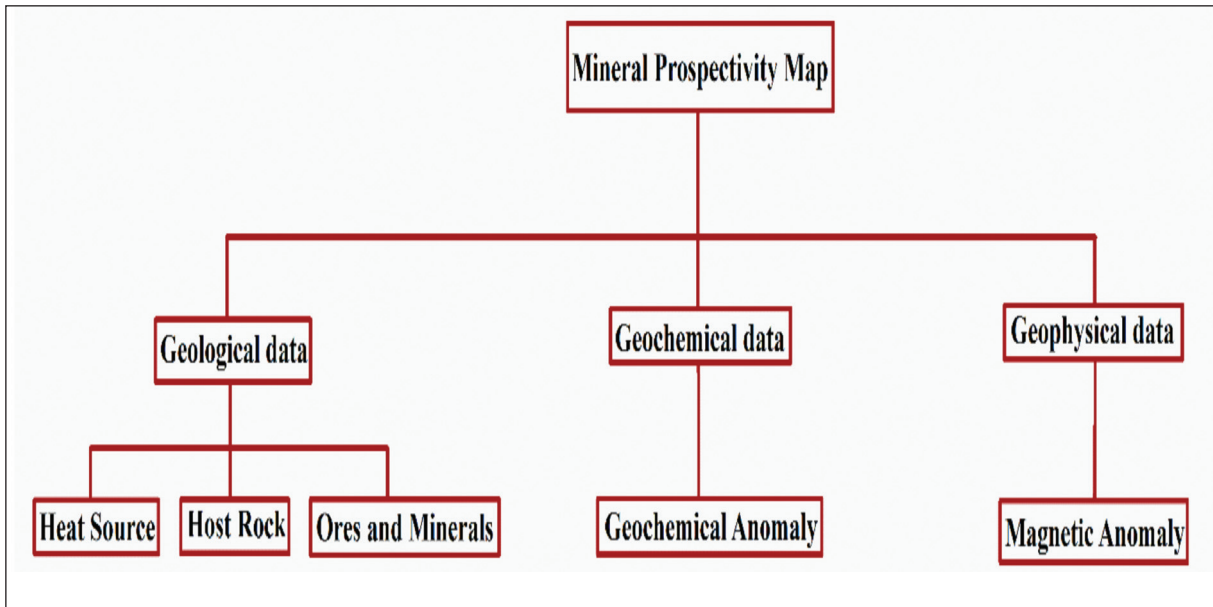 Mineral Prospectivity Map
Geological data
Geochemical data
Geophysical data
Heat Source
Host Rock
Ores and Minerals
Geochemical Anomaly
Magnetic Anomaly